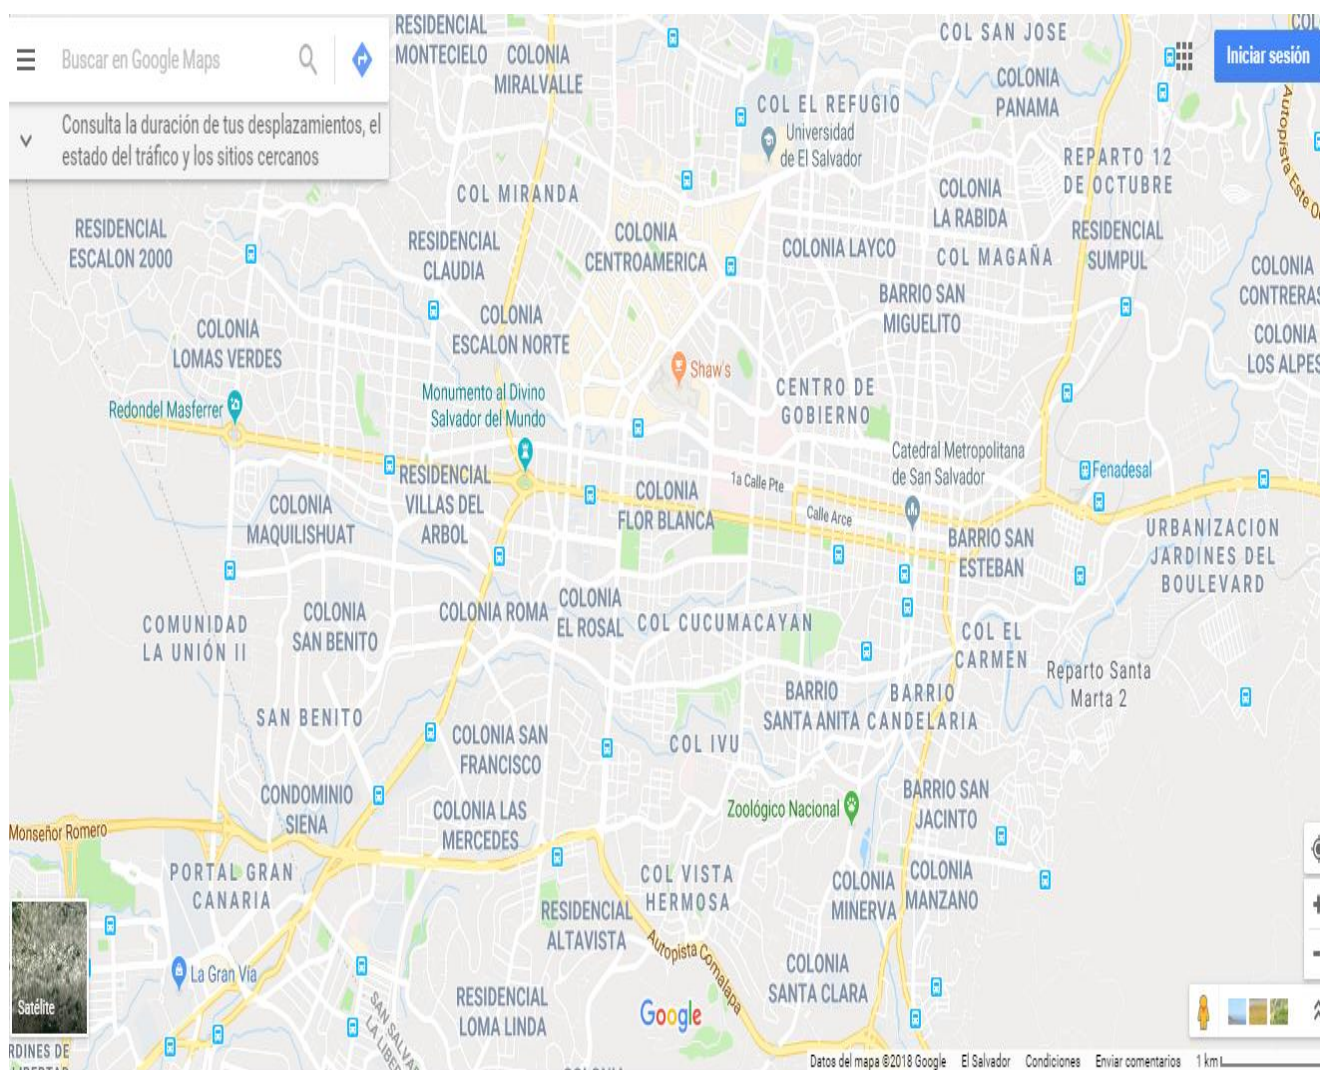 Buscar en Google Maps
Consulta la duración de tus desplazamientos, el
estado del tráfico y los sitios cercanos
Iniciar sesión
RESIDENCIAL
MONTECIELO
COLONIA
MIRALVALLE
COL SAN JOSE
COLONIA
PANAMA
COL EL REFUGIO
Universidad
de El Salvador
REPARTO 12
DE OCTUBRE
COL MIRANDA
COLONIA
LA RABIDA
RESIDENCIAL
ESCALON 2000
RESIDENCIAL
CLAUDIA
COLONIA
CENTROAMERICA
COLONIA LAYCO
COL MAGAÑA
RESIDENCIAL
SUMPUL
COLONIA
CONTRERAS
BARRIO SAN
MIGUELITO
COLONIA
LOMAS VERDES
COLONIA
ESCALON NORTE
COLONIA
LOS ALPES
Shaw's
Redondel Masferrer
Monumento al Divino
Salvador del Mundo
CENTRO DE
GOBIERNO
Catedral Metropolitana
de San Salvador
Fenadesal
RESIDENCIAL
VILLAS DEL
ARBOL
COLONIA
FLOR BLANCA
1a Calle Pte
Calle Arce
COLONIA
MAQUILISHUAT
BARRIO SAN
ESTEBAN
URBANIZACION
JARDINES DEL
BOULEVARD
COMUNIDAD
LA UNIÓN II
COLONIA
SAN BENITO
COLONIA ROMA
COLONIA
EL ROSAL
COL CUCUMACAYAN
COL EL
CARMEN
Reparto Santa
Marta 2
SAN BENITO
BARRIO
SANTA ANITA
BARRIO
CANDELARIA
COLONIA SAN
FRANCISCO
COL IVU
CONDOMINIO
SIENA
COLONIA LAS
MERCEDES
Zoológico Nacional
BARRIO SAN
JACINTO
Monseñor Romero
PORTAL GRAN
CANARIA
COL VISTA
HERMOSA
COLONIA
MINERVA
COLONIA
MANZANO
RESIDENCIAL
ALTAVISTA
Autopista Comalapa
La Gran Vía
COLONIA
SANTA CLARA
Satélite
RESIDENCIAL
LOMA LINDA
Google
Datos del mapa ©2018 Google El Salvador Condiciones Enviar comentarios 1 km